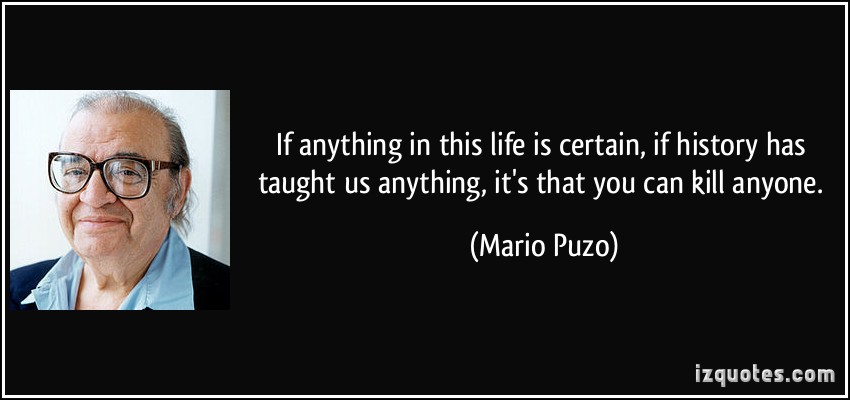 If anything in this life is certain, if history has
taught us anything, it's that you can kill anyone.
(Mario Puzo)
izquotes.com